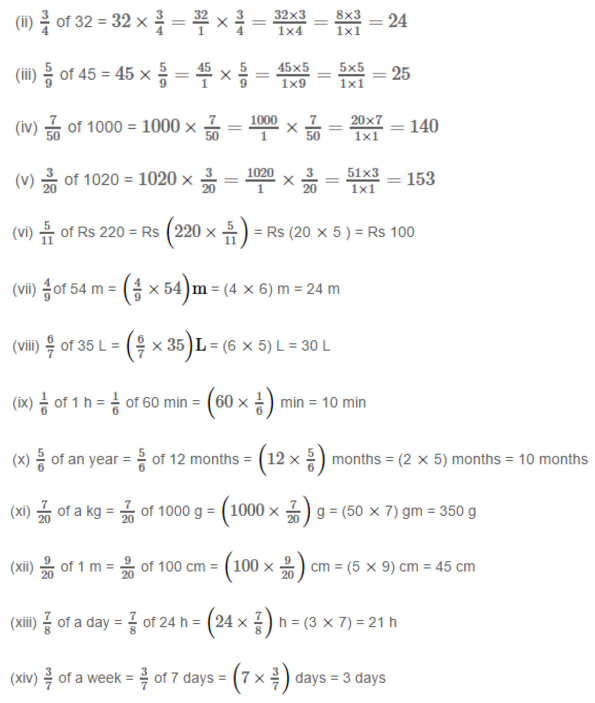 (ii) 3/4 of 32 = 32 × 3/4 = 32/1 × 3/4 = 32×3/1×4 = 8×3/1×1 = 24
(iii) 5/9 of 45 = 45 × 5/9 = 45/1 × 5/9 = 45×5/1×9 = 5×5/1×1 = 25
(iv) 7/50 of 1000 = 1000 × 7/50 = 1000/1 × 7/50 = 20×7/1×1 = 140
(v) 3/20 of 1020 = 1020 × 3/20 = 1020/1 × 3/20 = 51×3/1×1 = 153
(vi) 5/11 of Rs 220 = Rs (220 × 5/11) = Rs (20 × 5 ) = Rs 100
(vii) 4/9 of 54 m = (4/9 × 54) m = (4 × 6) m = 24 m
(viii) 6/7 of 35 L = (6/7 × 35) L = (6 × 5) L = 30 L
(ix) 1/6 of 1 h = 1/6 of 60 min = (60 × 1/6) min = 10 min
(x) 5/6 of an year = 5/6 of 12 months = (12 × 5/6) months = (2 × 5) months = 10 months
(xi) 7/20 of a kg = 7/20 of 1000 g = (1000 × 7/20) g = (50 × 7) gm = 350 g
(xii) 9/20 of 1 m = 9/20 of 100 cm = (100 × 9/20) cm = (5 × 9) cm = 45 cm
(xiii) 7/8 of a day = 7/8 of 24 h = (24 × 7/8) h = (3 × 7) = 21 h
(xiv) 3/7 of a week = 3/7 of 7 days = (7 × 3/7) days = 3 days